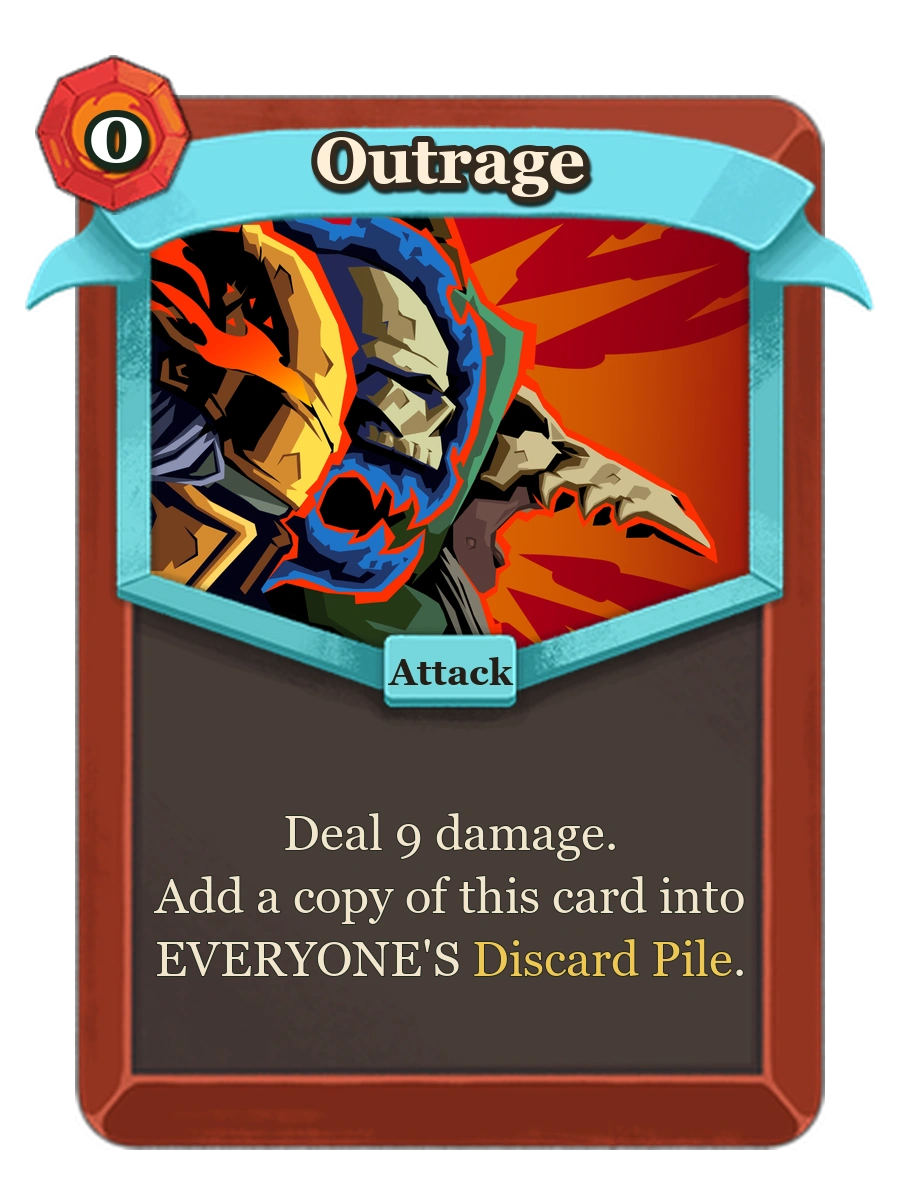 0
Outrage
Attack
Deal 9 damage.
Add a copy of this card into
EVERYONE'S Discard Pile.